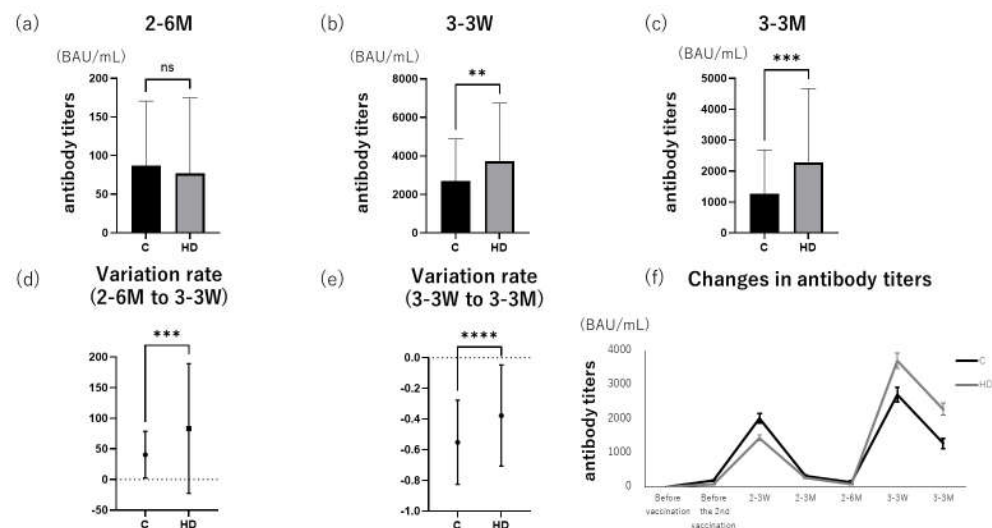 (a)
2-6M
(BAU/mL)
antibody titers
200
150
100
50
0
ns
C
HD
(b)
3-3W
(BAU/mL)
antibody titers
8000
6000
4000
2000
0
**
C
HD
(c)
3-3M
(BAU/mL)
antibody titers
5000
4000
3000
2000
1000
0
***
C
HD
(d)
Variation rate
(2-6M to 3-3W)
200
150
100
50
0
-50
***
C
HD
(e)
Variation rate
(3-3W to 3-3M)
0.0
-0.2
-0.4
-0.6
-0.8
-1.0
****
C
HD
(f)
Changes in antibody titers
(BAU/mL)
antibody titers
4000
3000
2000
1000
0
C
HD
Before
vaccination
Before
the 2nd
vaccination
2-3W
2-3M
2-6M
3-3W
3-3M